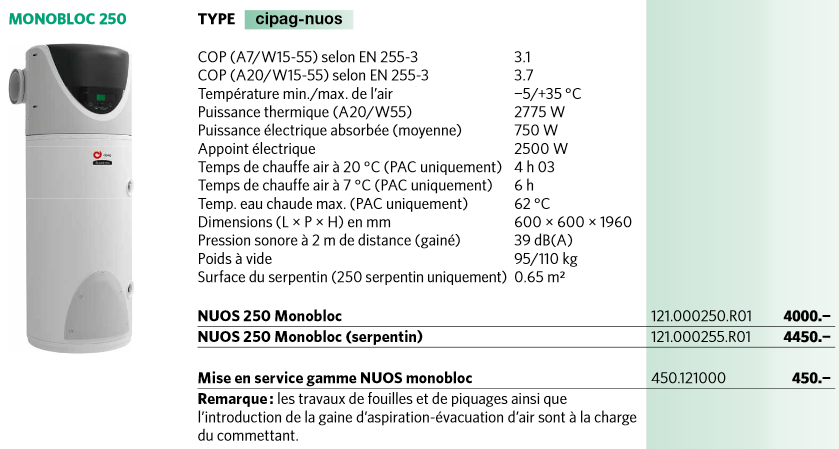 MONOBLOC 250
TYPE cipag-nuos
COP (A7/W15-55) selon EN 255-3 3.1
COP (A20/W15-55) selon EN 255-3 3.7
Température min./max. de l'air −5/+35 °C
Puissance thermique (A20/W55) 2775 W
Puissance électrique absorbée (moyenne) 750 W
Appoint électrique 2500 W
Temps de chauffe air à 20 °C (PAC uniquement) 4 h 03
Temps de chauffe air à 7 °C (PAC uniquement) 6 h
Temp. eau chaude max. (PAC uniquement) 62 °C
Dimensions (L × P × H) en mm 600 × 600 × 1960
Pression sonore à 2 m de distance (gainé) 39 dB(A)
Poids à vide 95/110 kg
Surface du serpentin (250 serpentin uniquement) 0.65 m²
NUOS 250 Monobloc 121.000250.R01 4000.–
NUOS 250 Monobloc (serpentin) 121.000255.R01 4450.–
Mise en service gamme NUOS monobloc 450.121000 450.–
Remarque : les travaux de fouilles et de piquages ainsi que
l'introduction de la gaine d'aspiration-évacuation d'air sont à la charge
du commettant.